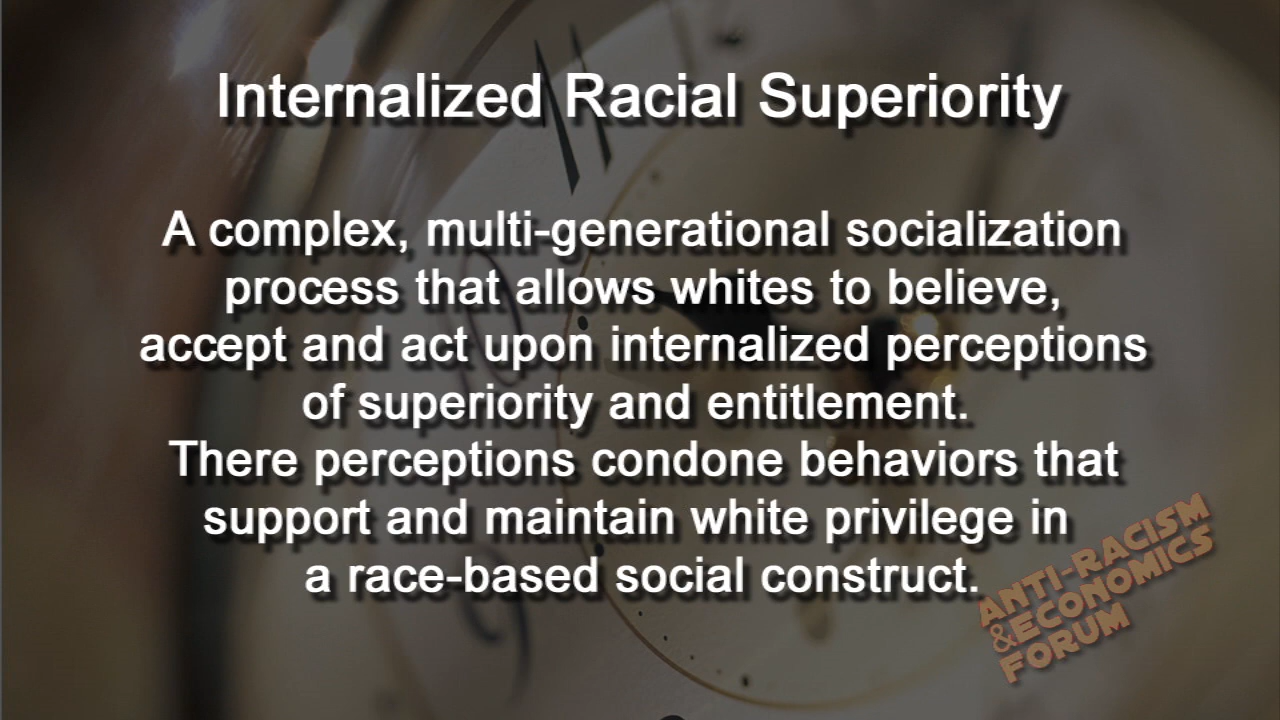 Internalized Racial Superiority
A complex, multi-generational socialization
process that allows whites to believe,
accept and act upon internalized perceptions
of superiority and entitlement.
There perceptions condone behaviors that
support and maintain white privilege in
a race-based social construct.
ANTI-RACISM
&ECONOMICS
FORUM